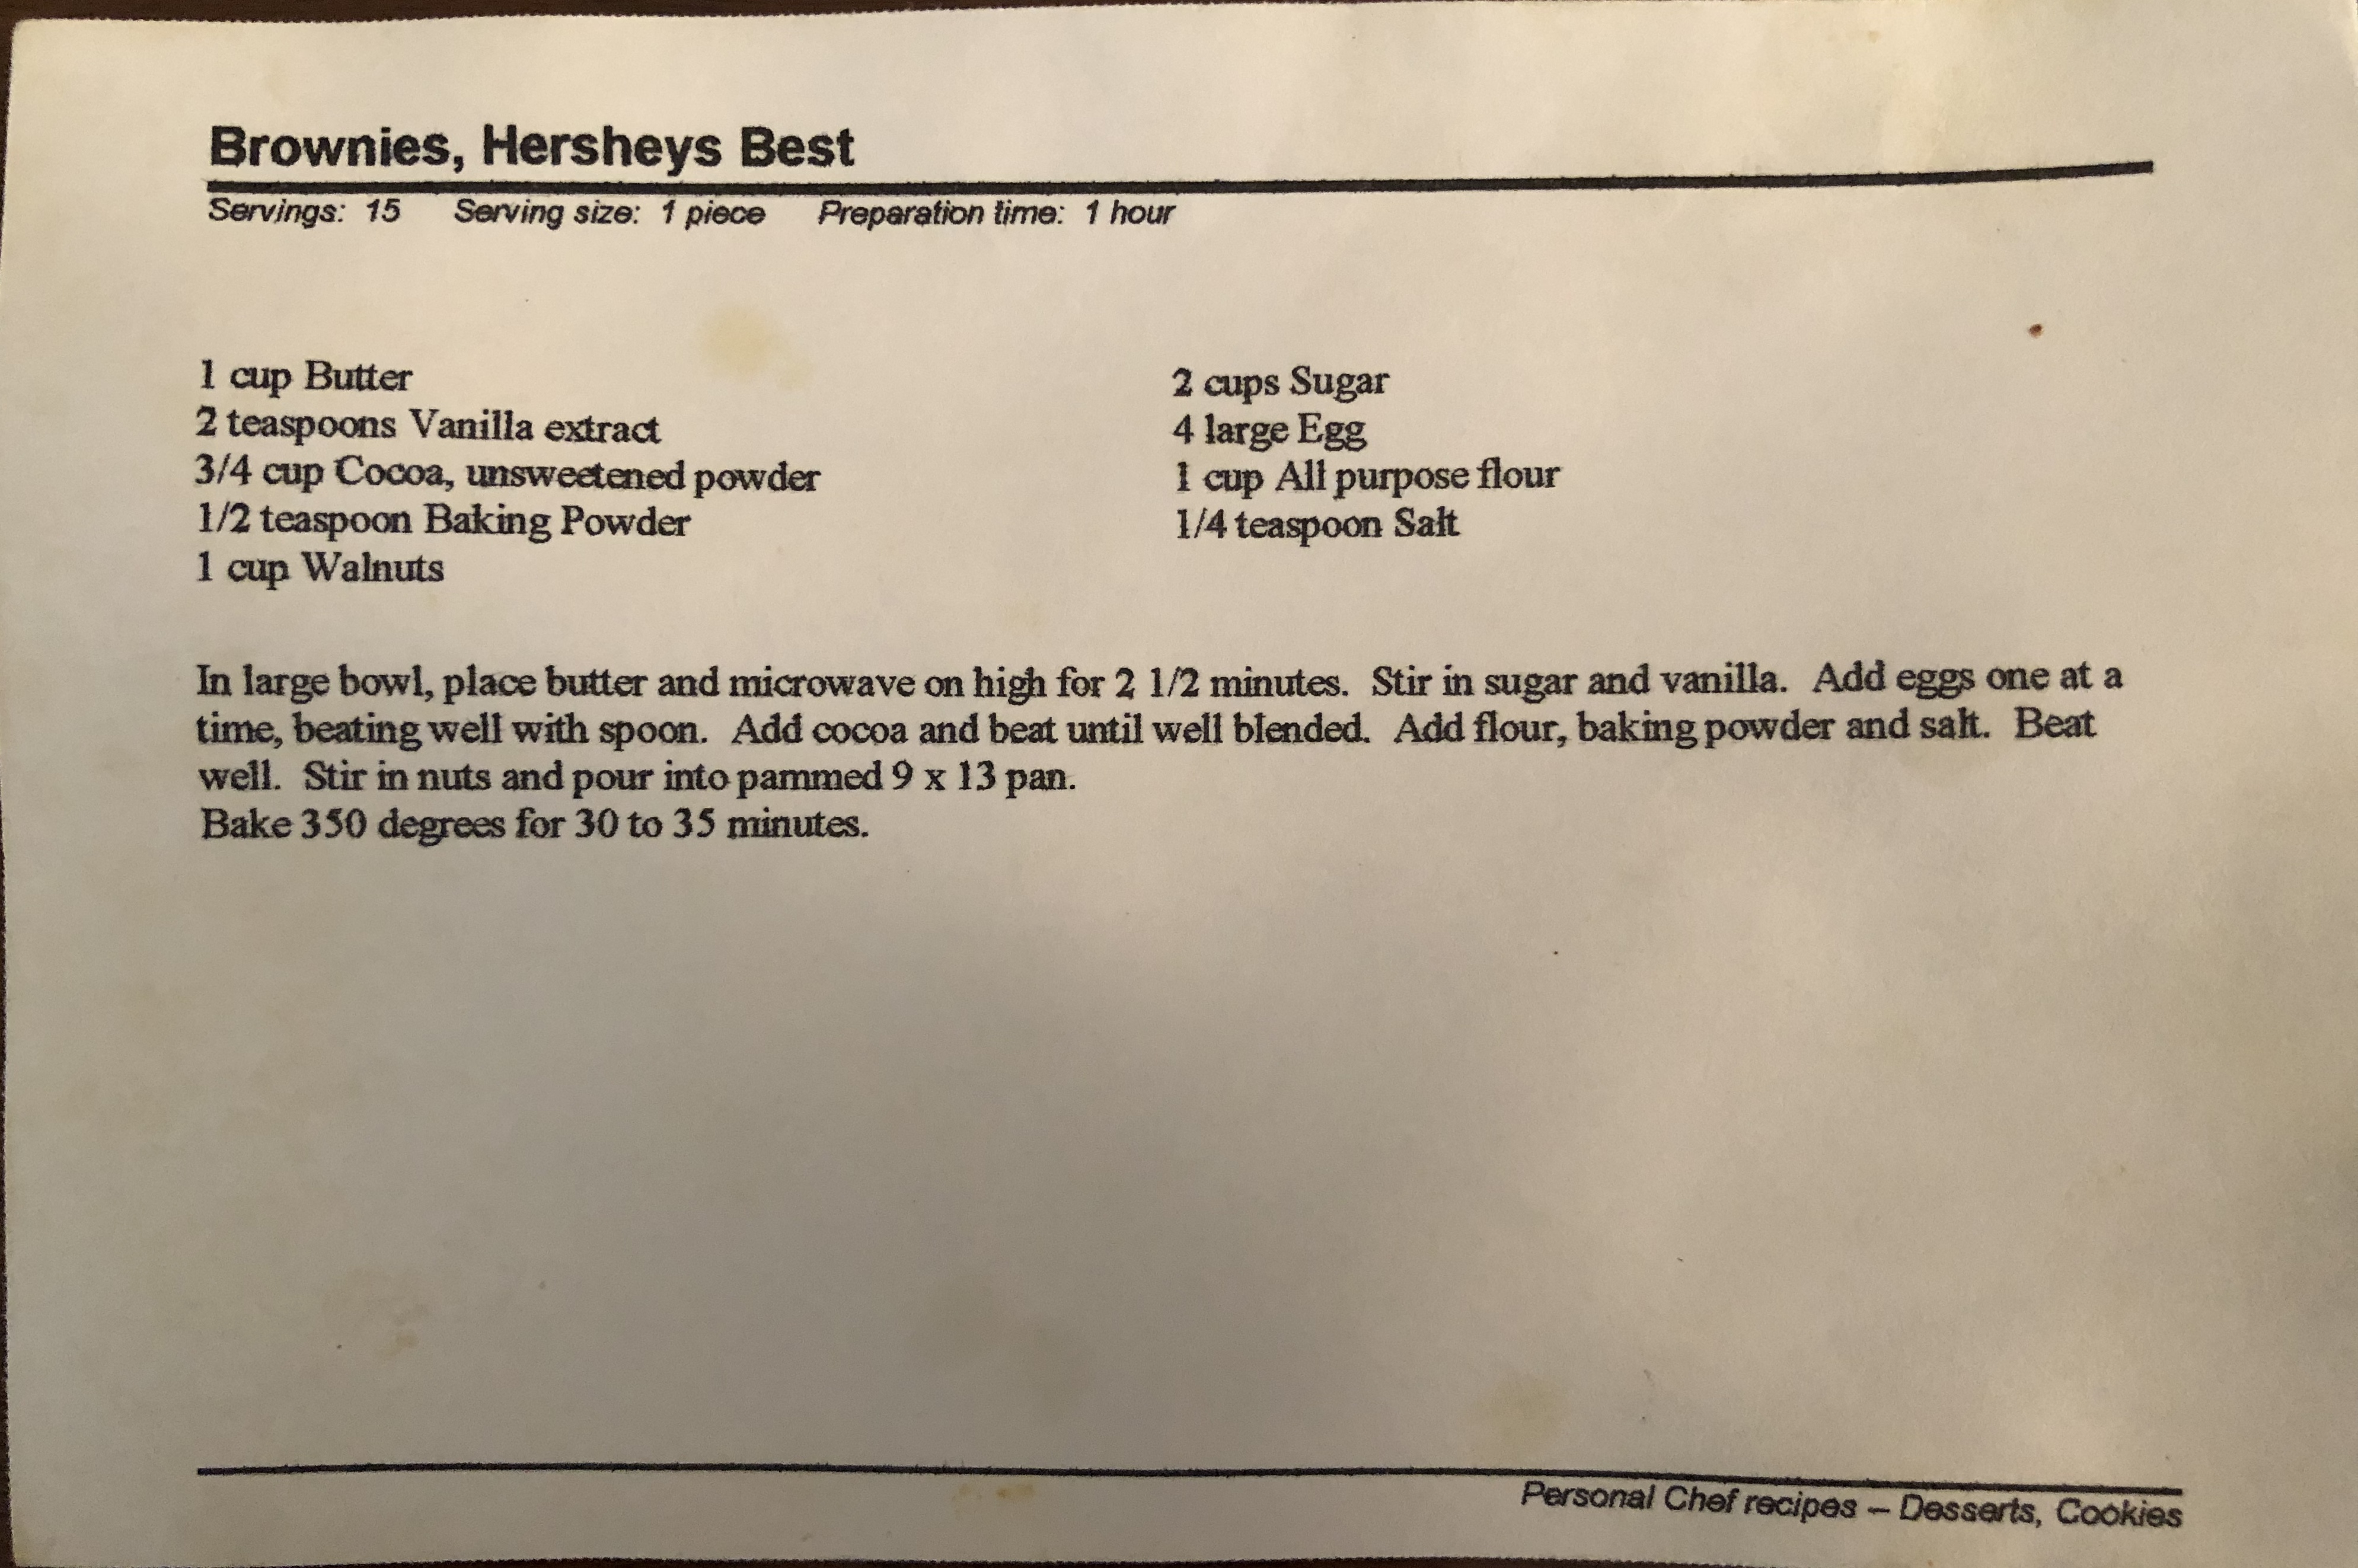 Brownies, Hersheys Best
Servings: 15 Serving size: 1 piece Preparation time: 1 hour
1 cup Butter
2 teaspoons Vanilla extract
3/4 cup Cocoa, unsweetened powder
1/2 teaspoon Baking Powder
1 cup Walnuts
2 cups Sugar
4 large Egg
1 cup All purpose flour
1/4 teaspoon Salt
In large bowl, place butter and microwave on high for 2 1/2 minutes. Stir in sugar and vanilla. Add eggs one at a
time, beating well with spoon. Add cocoa and beat until well blended. Add flour, baking powder and salt. Beat
well. Stir in nuts and pour into pammed 9 x 13 pan.
Bake 350 degrees for 30 to 35 minutes.
Personal Chef recipes – Desserts, Cookies